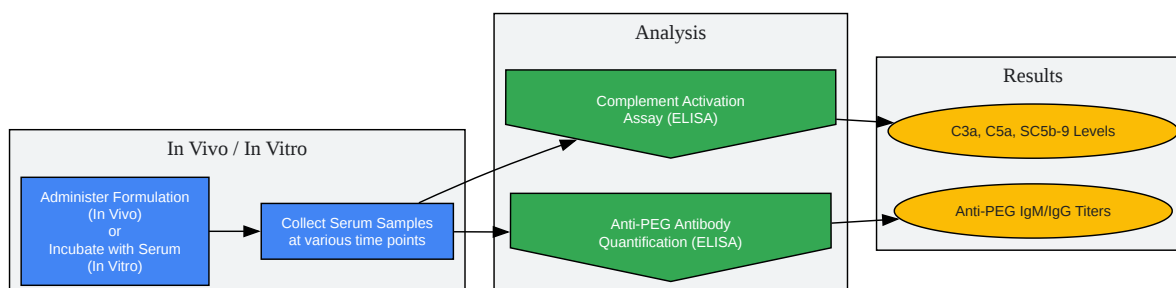 In Vivo / In Vitro
Administer Formulation
(In Vivo)
or
Incubate with Serum
(In Vitro)
Collect Serum Samples
at various time points
Analysis
Complement Activation
Assay (ELISA)
Anti-PEG Antibody
Quantification (ELISA)
Results
C3a, C5a, SC5b-9 Levels
Anti-PEG IgM/IgG Titers